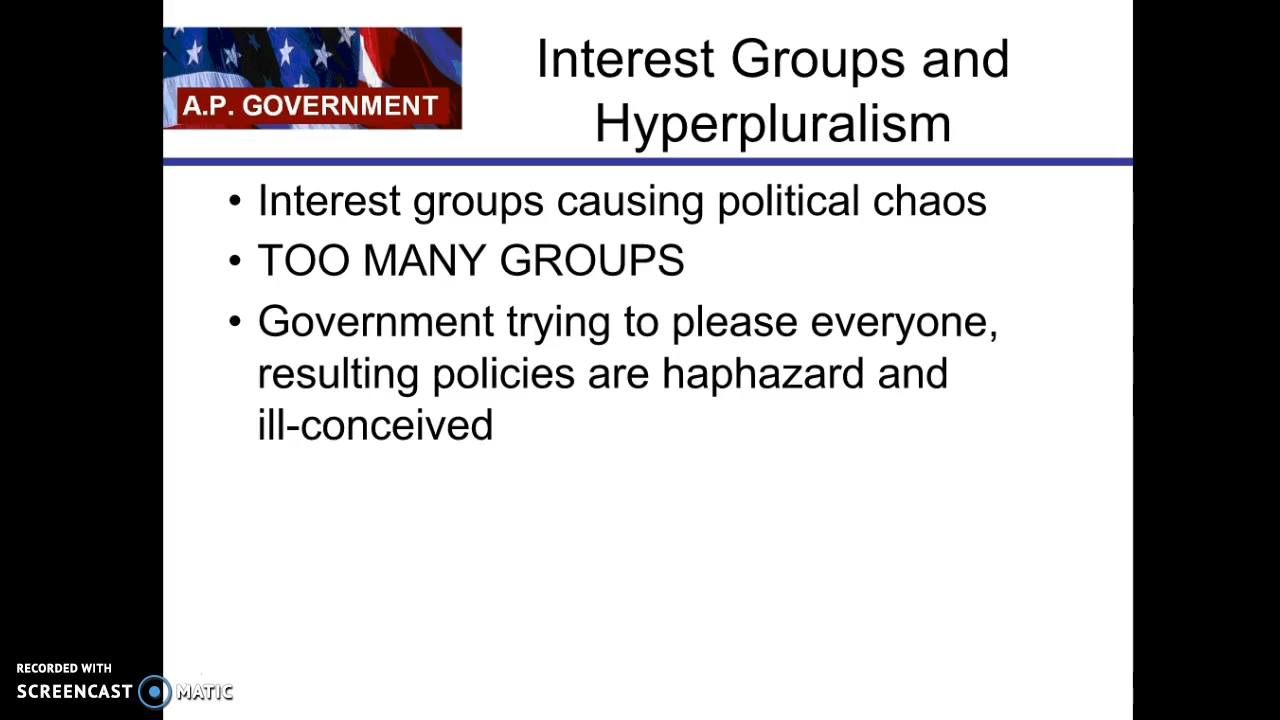 A.P. GOVERNMENT
Interest Groups and
Hyperpluralism
• Interest groups causing political chaos
• TOO MANY GROUPS
• Government trying to please everyone,
resulting policies are haphazard and
ill-conceived
RECORDED WITH
SCREENCAST MATIC